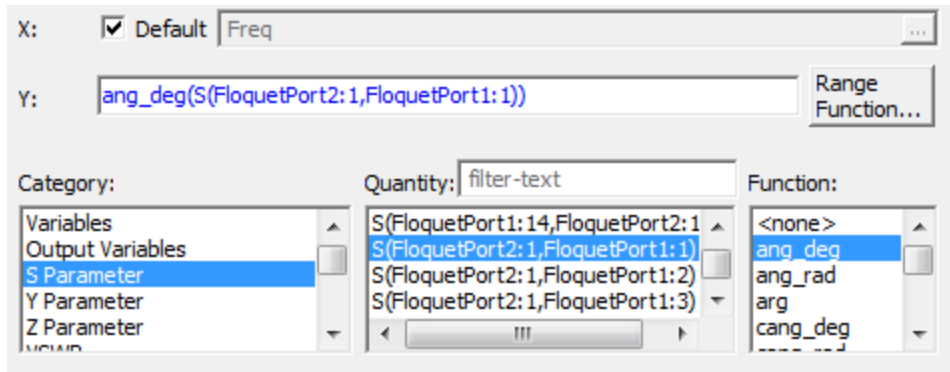 X: Default Freq ...
Y: ang_deg(S(FloquetPort2:1,FloquetPort1:1)) Range Function...
Category: Quantity: filter-text Function:
Variables
Output Variables
S Parameter
Y Parameter
Z Parameter
VSWR
S(FloquetPort1:14,FloquetPort2:1
S(FloquetPort2:1,FloquetPort1:1)
S(FloquetPort2:1,FloquetPort1:2)
S(FloquetPort2:1,FloquetPort1:3)
<none>
ang_deg
ang_rad
arg
cang_deg
cang_rad